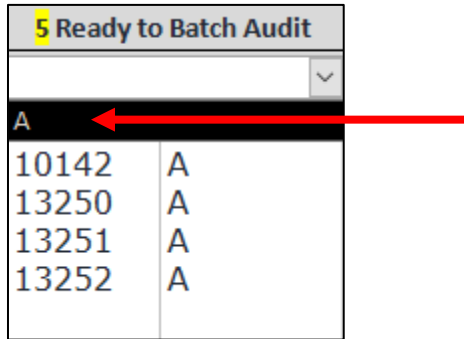 5 Ready to Batch Audit
A
10142 A
13250 A
13251 A
13252 A